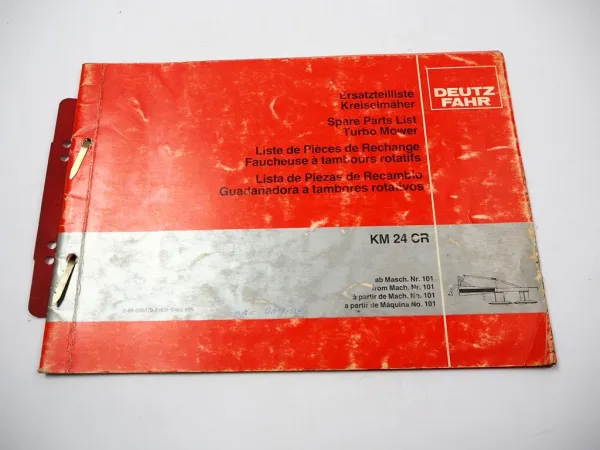 DEUTZ
FAHR
Ersatzteilliste
Kreiselmäher
Spare Parts List
Turbo Mower
Liste de Pièces de Rechange
Faucheuse à tambours rotatifs
Lista de Piezas de Recambio
Guadañadora a tambores rotativos
KM 24 CR
ab Masch. Nr. 101
from Mach. Nr. 101
à partir de Mach. No. 101
a partir de Máquina No. 101